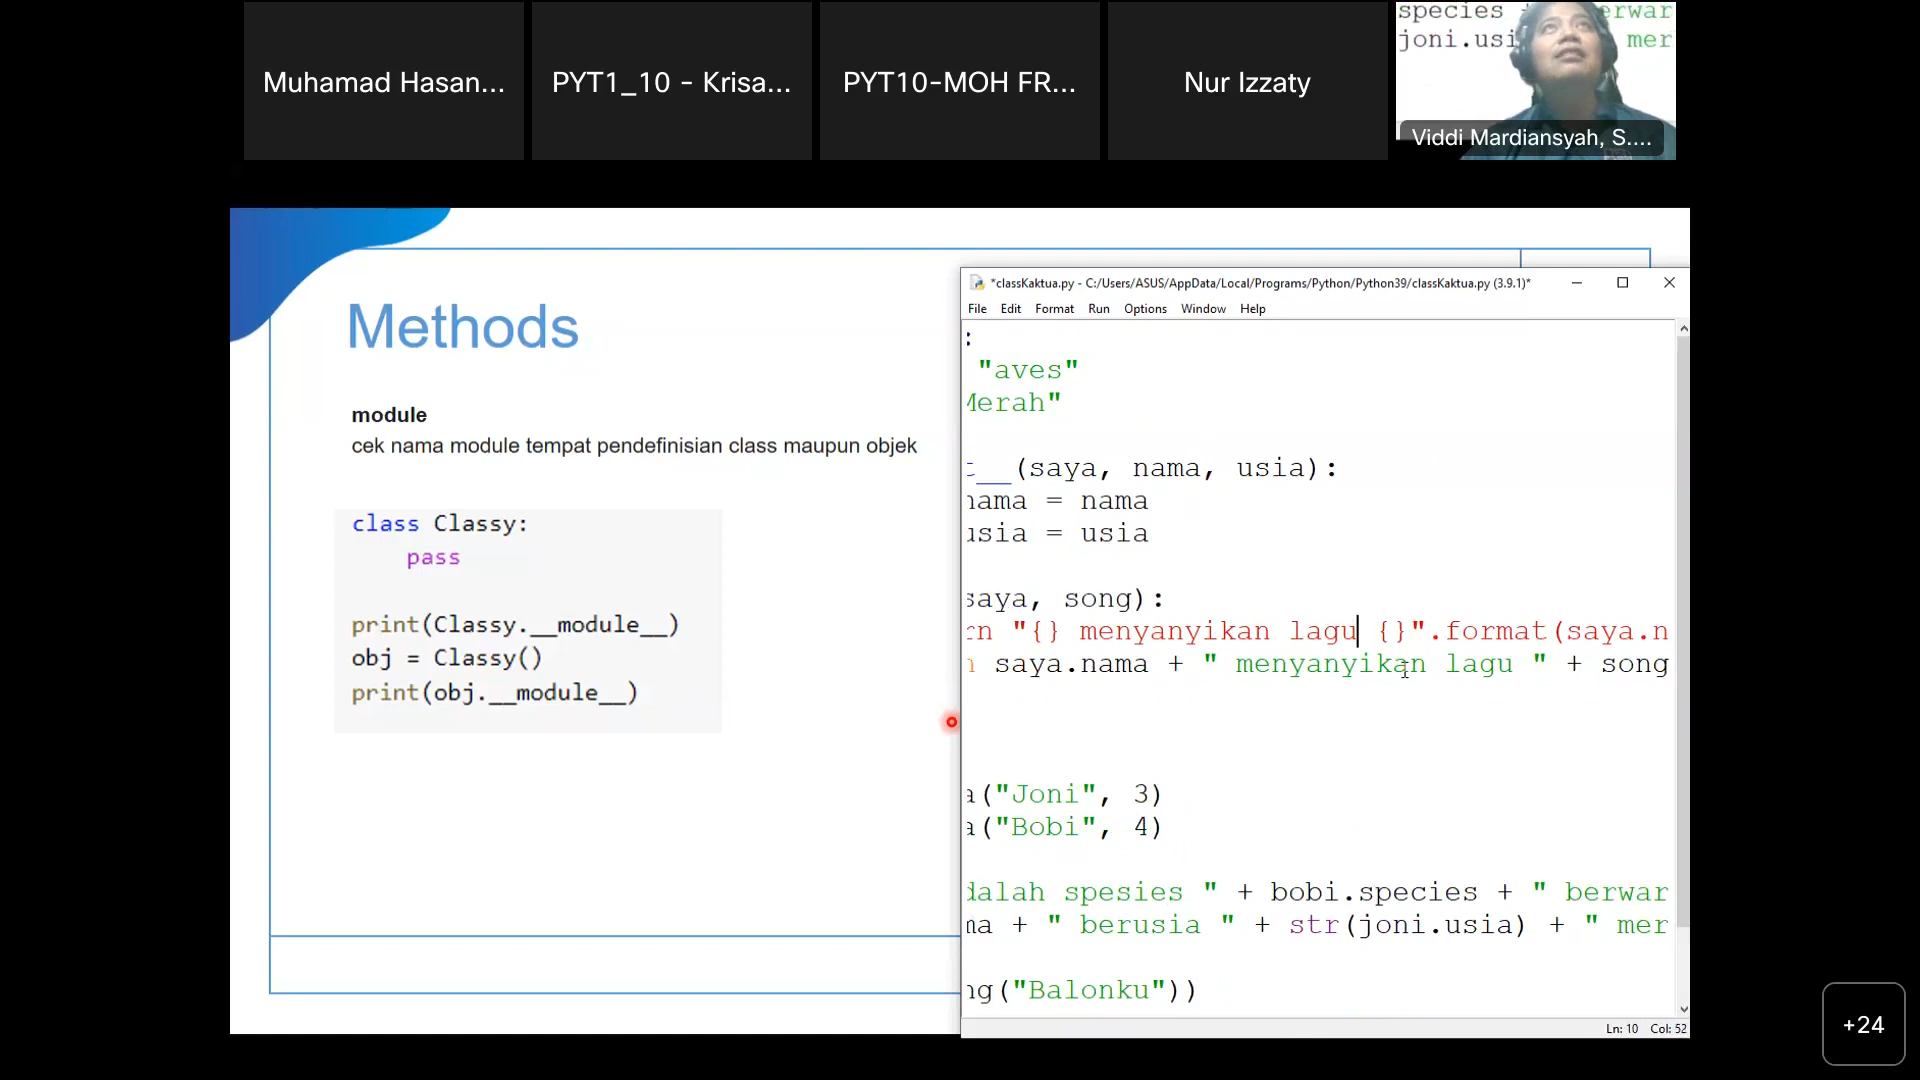 Muhamad Hasan...
PYT1_10 - Krisa...
PYT10-MOH FR...
Nur Izzaty
species
erwar
joni.usi
mer
Viddi Mardiansyah, S....
Methods
module
cek nama module tempat pendefinisian class maupun objek
class Classy:
pass
print(Classy.__module__)
obj = Classy()
print(obj.__module__)
*classKaktua.py - C:/Users/ASUS/AppData/Local/Programs/Python/Python39/classKaktua.py (3.9.1)*
File Edit Format Run Options Window Help
:
"aves"
Merah"
t__(saya, nama, usia):
nama = nama
usia = usia
saya, song):
rn "{} menyanyikan lagu {}".format(saya.n
n saya.nama + " menyanyikan lagu " + song
a("Joni", 3)
a("Bobi", 4)
dalah spesies " + bobi.species + " berwar
ma + " berusia " + str(joni.usia) + " mer
ng("Balonku"))
Ln: 10 Col: 52
+24